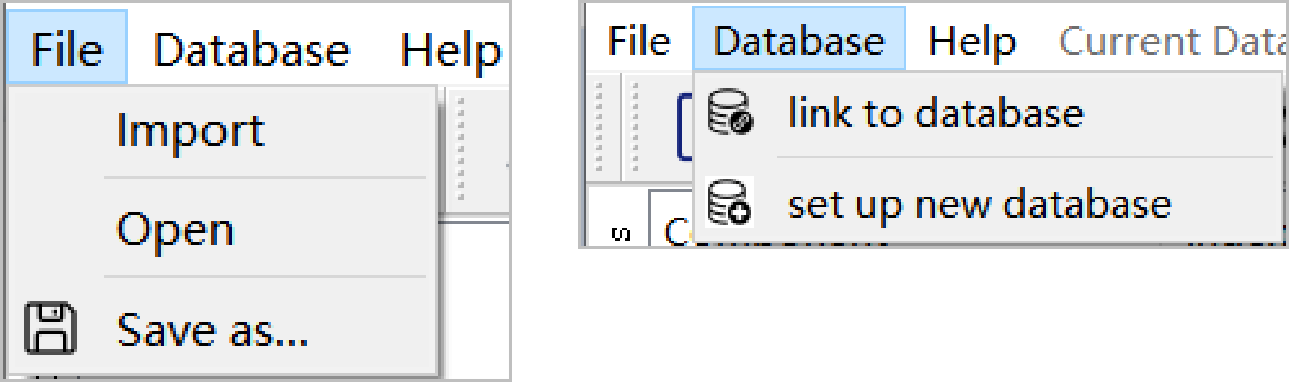 File Database Help
Import
Open
Save as...
File Database Help Current Data
link to database
set up new database